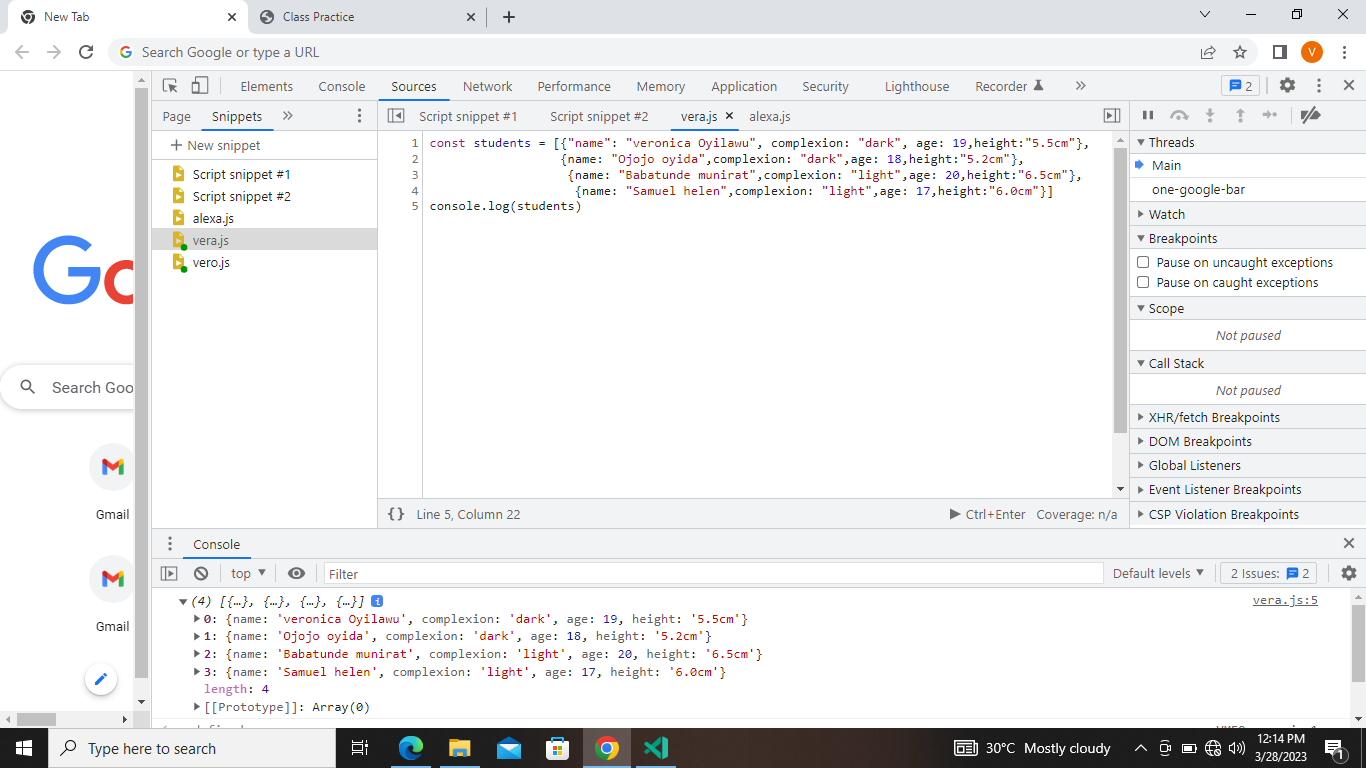 New Tab
Class Practice
Search Google or type a URL
V
Elements Console Sources Network Performance Memory Application Security Lighthouse Recorder 2
Page Snippets
Script snippet #1 Script snippet #2 vera.js alexa.js
New snippet
Script snippet #1
Script snippet #2
alexa.js
vera.js
vero.js
1 const students = [{"name": "veronica Oyilawu", complexion: "dark", age: 19,height:"5.5cm"},
2 {name: "Ojojo oyida",complexion: "dark",age: 18,height:"5.2cm"},
3 {name: "Babatunde munirat",complexion: "light",age: 20,height:"6.5cm"},
4 {name: "Samuel helen",complexion: "light",age: 17,height:"6.0cm"}]
5 console.log(students)
{} Line 5, Column 22 Ctrl+Enter Coverage: n/a
Threads
Main
one-google-bar
Watch
Breakpoints
Pause on uncaught exceptions
Pause on caught exceptions
Scope
Not paused
Call Stack
Not paused
XHR/fetch Breakpoints
DOM Breakpoints
Global Listeners
Event Listener Breakpoints
CSP Violation Breakpoints
Go
Search Goo
Gmail
Gmail
Console
top Filter Default levels 2 Issues: 2
(4) [{…}, {…}, {…}, {…}] i vera.js:5
0: {name: 'veronica Oyilawu', complexion: 'dark', age: 19, height: '5.5cm'}
1: {name: 'Ojojo oyida', complexion: 'dark', age: 18, height: '5.2cm'}
2: {name: 'Babatunde munirat', complexion: 'light', age: 20, height: '6.5cm'}
3: {name: 'Samuel helen', complexion: 'light', age: 17, height: '6.0cm'}
length: 4
[[Prototype]]: Array(0)
Type here to search
30°C Mostly cloudy
12:14 PM
3/28/2023
1